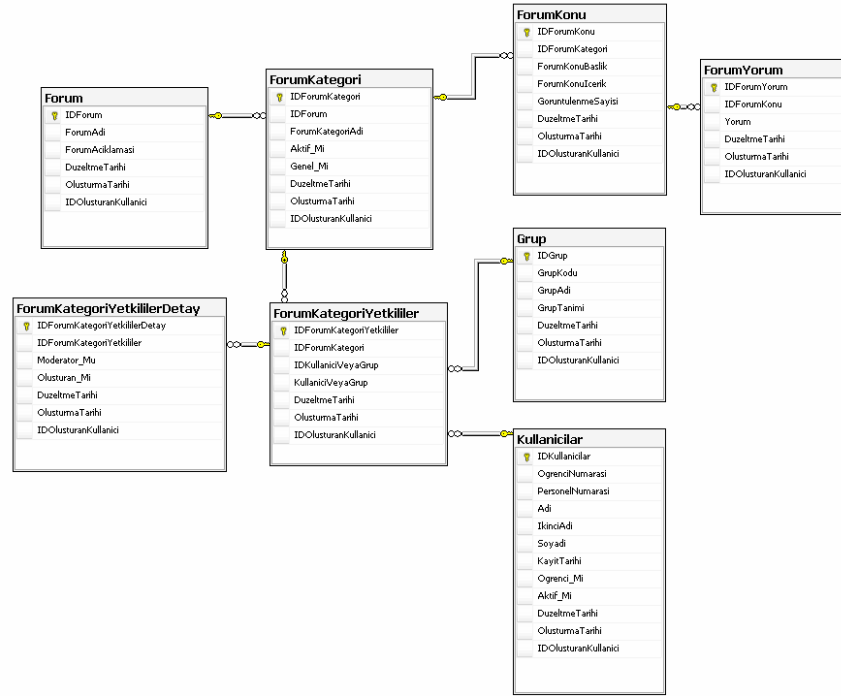 Forum
IDForum
ForumAdi
ForumAciklamasi
DuzeltmeTarihi
OlusturmaTarihi
IDOlusturanKullanici
ForumKategori
IDForumKategori
IDForum
ForumKategoriAdi
Aktif_Mi
Genel_Mi
DuzeltmeTarihi
OlusturmaTarihi
IDOlusturanKullanici
ForumKonu
IDForumKonu
IDForumKategori
ForumKonuBaslik
ForumKonuIcerik
GoruntulenmeSayisi
DuzeltmeTarihi
OlusturmaTarihi
IDOlusturanKullanici
ForumYorum
IDForumYorum
IDForumKonu
Yorum
DuzeltmeTarihi
OlusturmaTarihi
IDOlusturanKullanici
ForumKategoriYetkililerDetay
IDForumKategoriYetkililerDetay
IDForumKategoriYetkililer
Moderator_Mu
Olusturan_Mi
DuzeltmeTarihi
OlusturmaTarihi
IDOlusturanKullanici
ForumKategoriYetkililer
IDForumKategoriYetkililer
IDForumKategori
IDKullaniciVeyaGrup
KullaniciVeyaGrup
DuzeltmeTarihi
OlusturmaTarihi
IDOlusturanKullanici
Grup
IDGrup
GrupKodu
GrupAdi
GrupTanimi
DuzeltmeTarihi
OlusturmaTarihi
IDOlusturanKullanici
Kullanicilar
IDKullanicilar
OgrenciNumarasi
PersonelNumarasi
Adi
IkinciAdi
Soyadi
KayitTarihi
Ogrenci_Mi
Aktif_Mi
DuzeltmeTarihi
OlusturmaTarihi
IDOlusturanKullanici